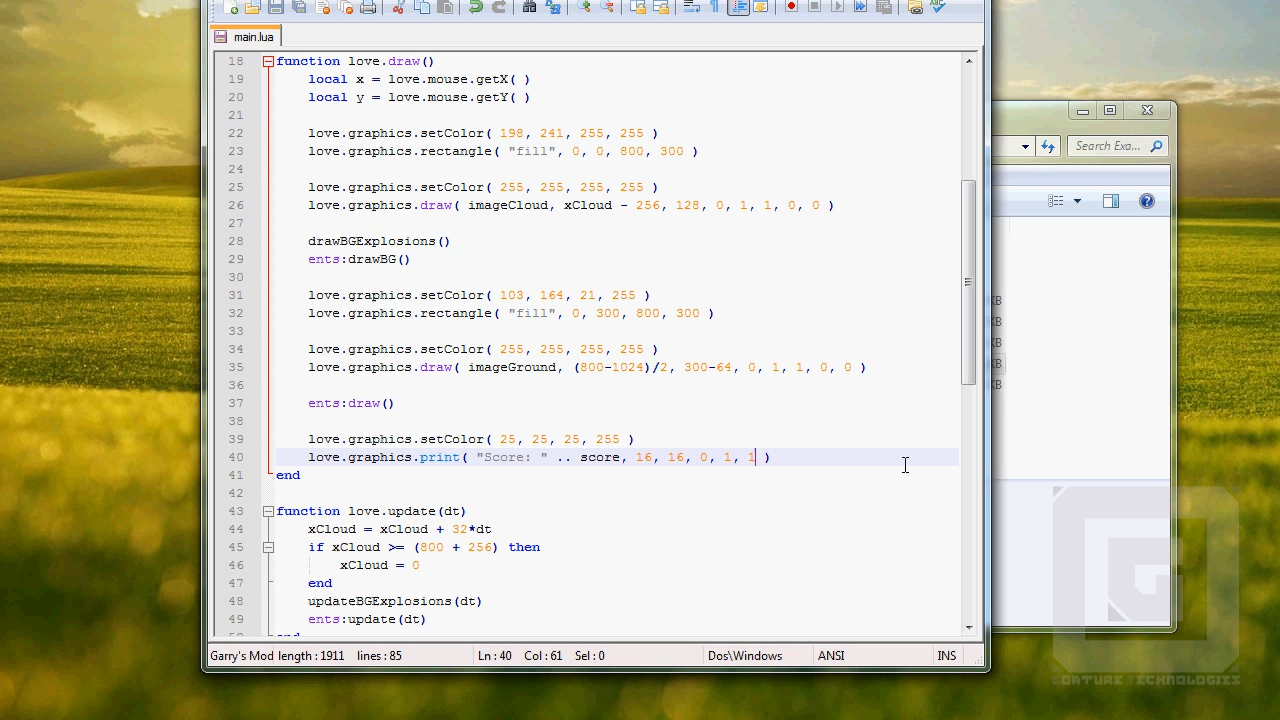 main.lua
18 function love.draw()
19 local x = love.mouse.getX( )
20 local y = love.mouse.getY( )
21
22 love.graphics.setColor( 198, 241, 255, 255 )
23 love.graphics.rectangle( "fill", 0, 0, 800, 300 )
24
25 love.graphics.setColor( 255, 255, 255, 255 )
26 love.graphics.draw( imageCloud, xCloud - 256, 128, 0, 1, 1, 0, 0 )
27
28 drawBGExplosions()
29 ents:drawBG()
30
31 love.graphics.setColor( 103, 164, 21, 255 )
32 love.graphics.rectangle( "fill", 0, 300, 800, 300 )
33
34 love.graphics.setColor( 255, 255, 255, 255 )
35 love.graphics.draw( imageGround, (800-1024)/2, 300-64, 0, 1, 1, 0, 0 )
36
37 ents:draw()
38
39 love.graphics.setColor( 25, 25, 25, 255 )
40 love.graphics.print( "Score: " .. score, 16, 16, 0, 1, 1 )
41 end
42
43 function love.update(dt)
44 xCloud = xCloud + 32*dt
45 if xCloud >= (800 + 256) then
46 xCloud = 0
47 end
48 updateBGExplosions(dt)
49 ents:update(dt)
Garry's Mod length : 1911 lines : 85 Ln : 40 Col : 61 Sel : 0 Dos\Windows ANSI INS
Search Exa...
KB
KB
KB
KB
KB
GORTURE TECHNOLOGIES